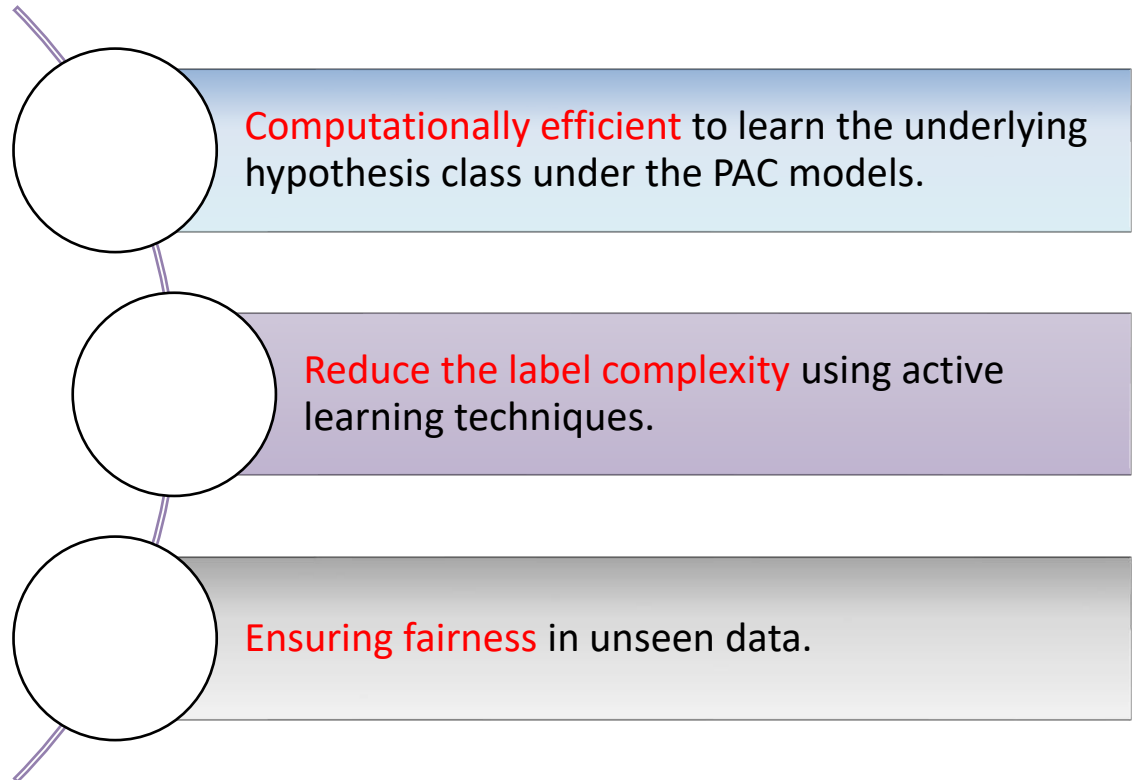 Computationally efficient to learn the underlying
hypothesis class under the PAC models.
Reduce the label complexity using active
learning techniques.
Ensuring fairness in unseen data.